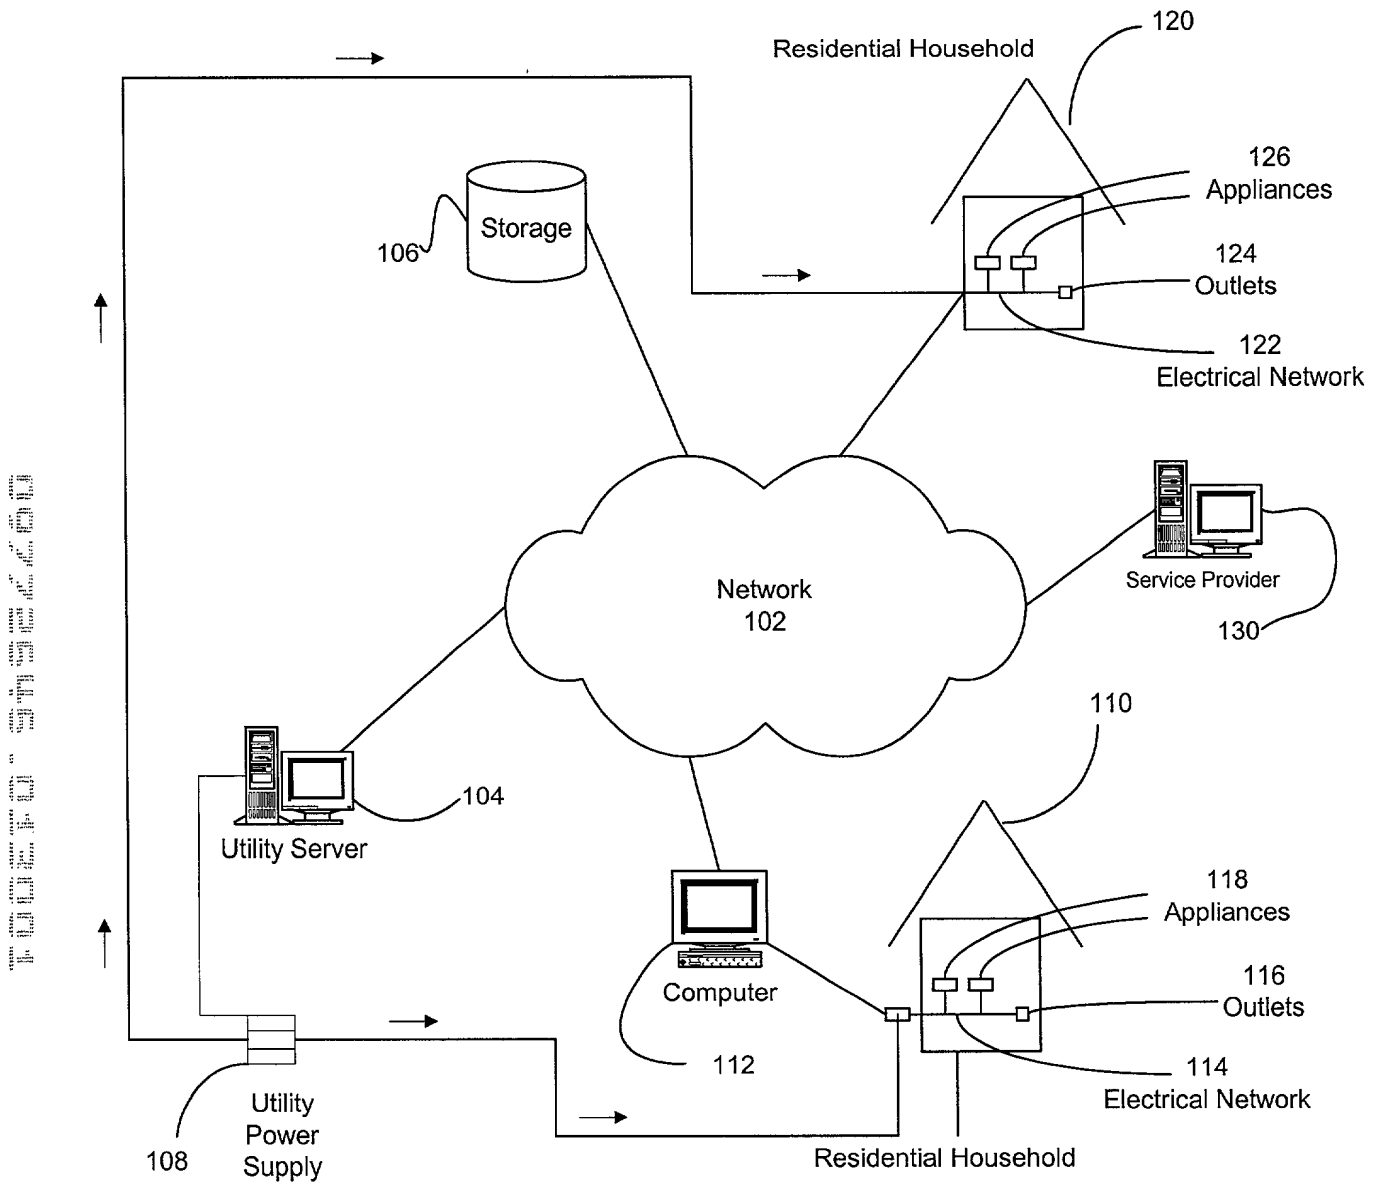 120
Residential Household
126
Appliances
124
Outlets
122
Electrical Network
Storage
106
Network
102
Service Provider
130
110
104
Utility Server
118
Appliances
116
Outlets
Computer
112
114
Electrical Network
Utility
Power
Supply
108
Residential Household